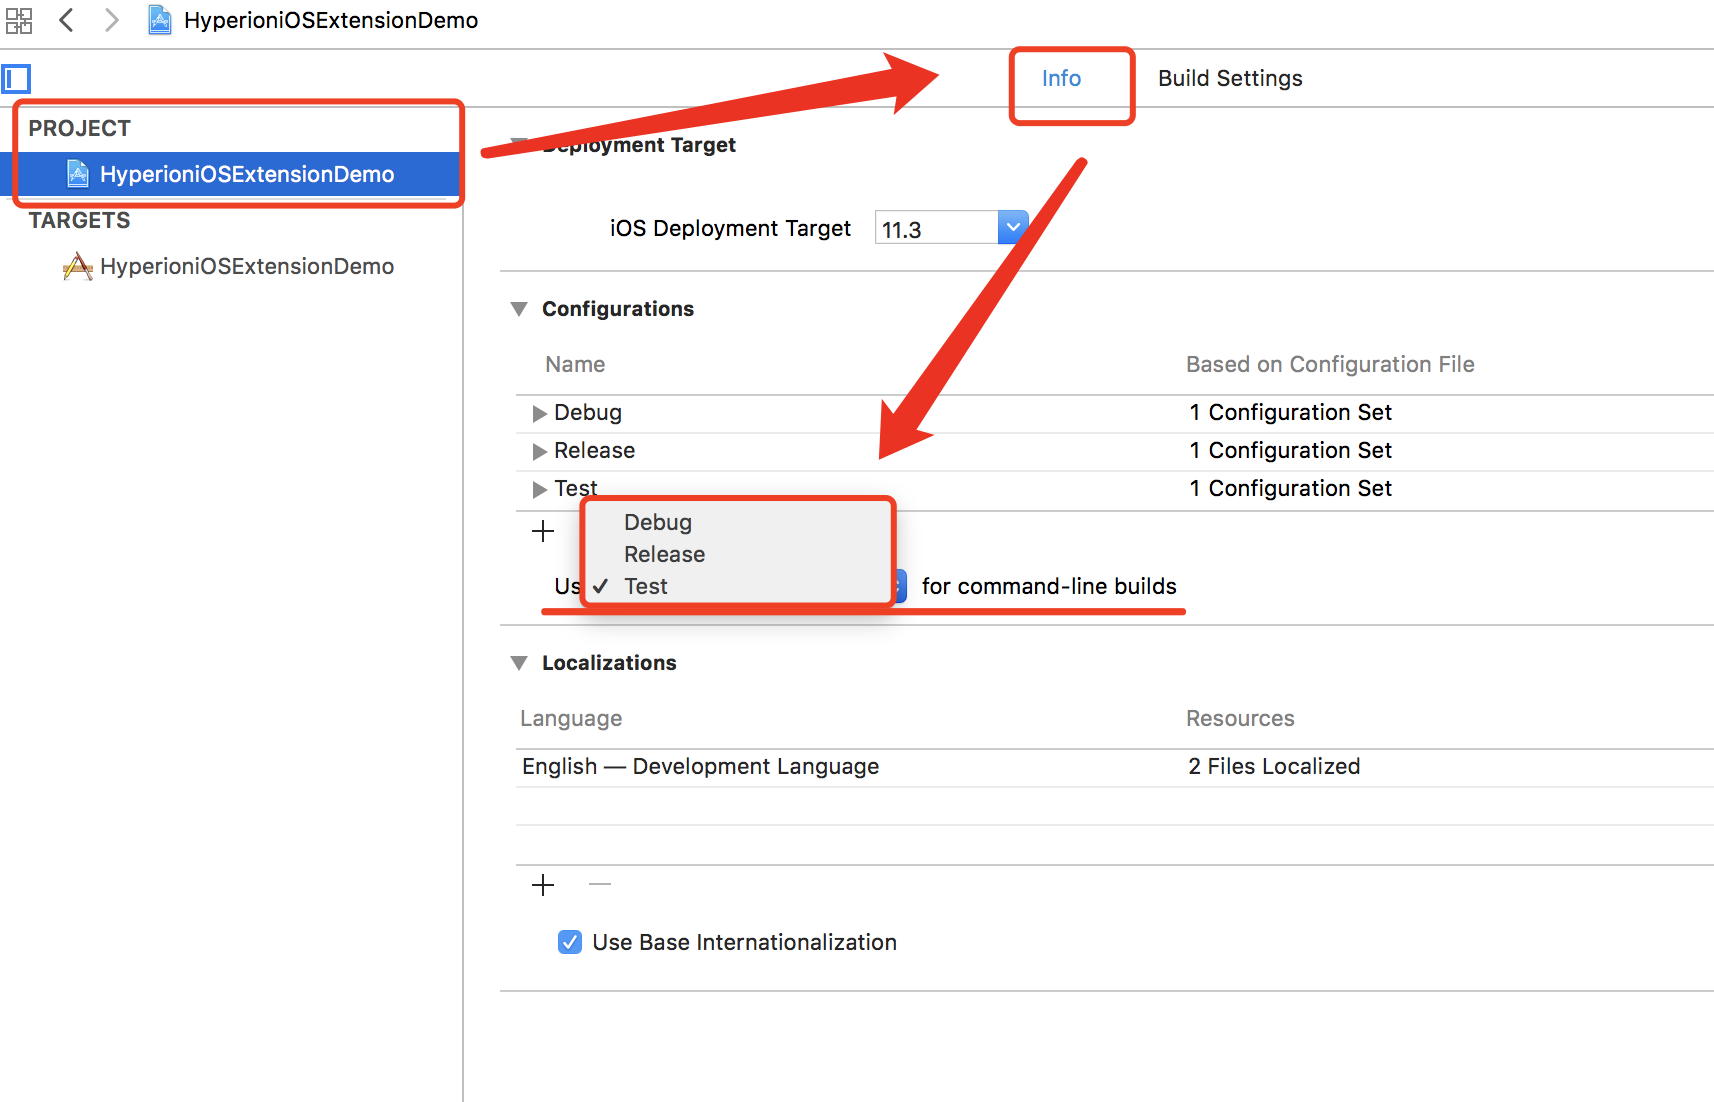 HyperioniOSExtensionDemo
Info Build Settings
PROJECT
HyperioniOSExtensionDemo
TARGETS
HyperioniOSExtensionDemo
Deployment Target
iOS Deployment Target 11.3
Configurations
Name Based on Configuration File
Debug 1 Configuration Set
Release 1 Configuration Set
Test 1 Configuration Set
Debug
Release
Us ✓ Test for command-line builds
Localizations
Language Resources
English — Development Language 2 Files Localized
Use Base Internationalization